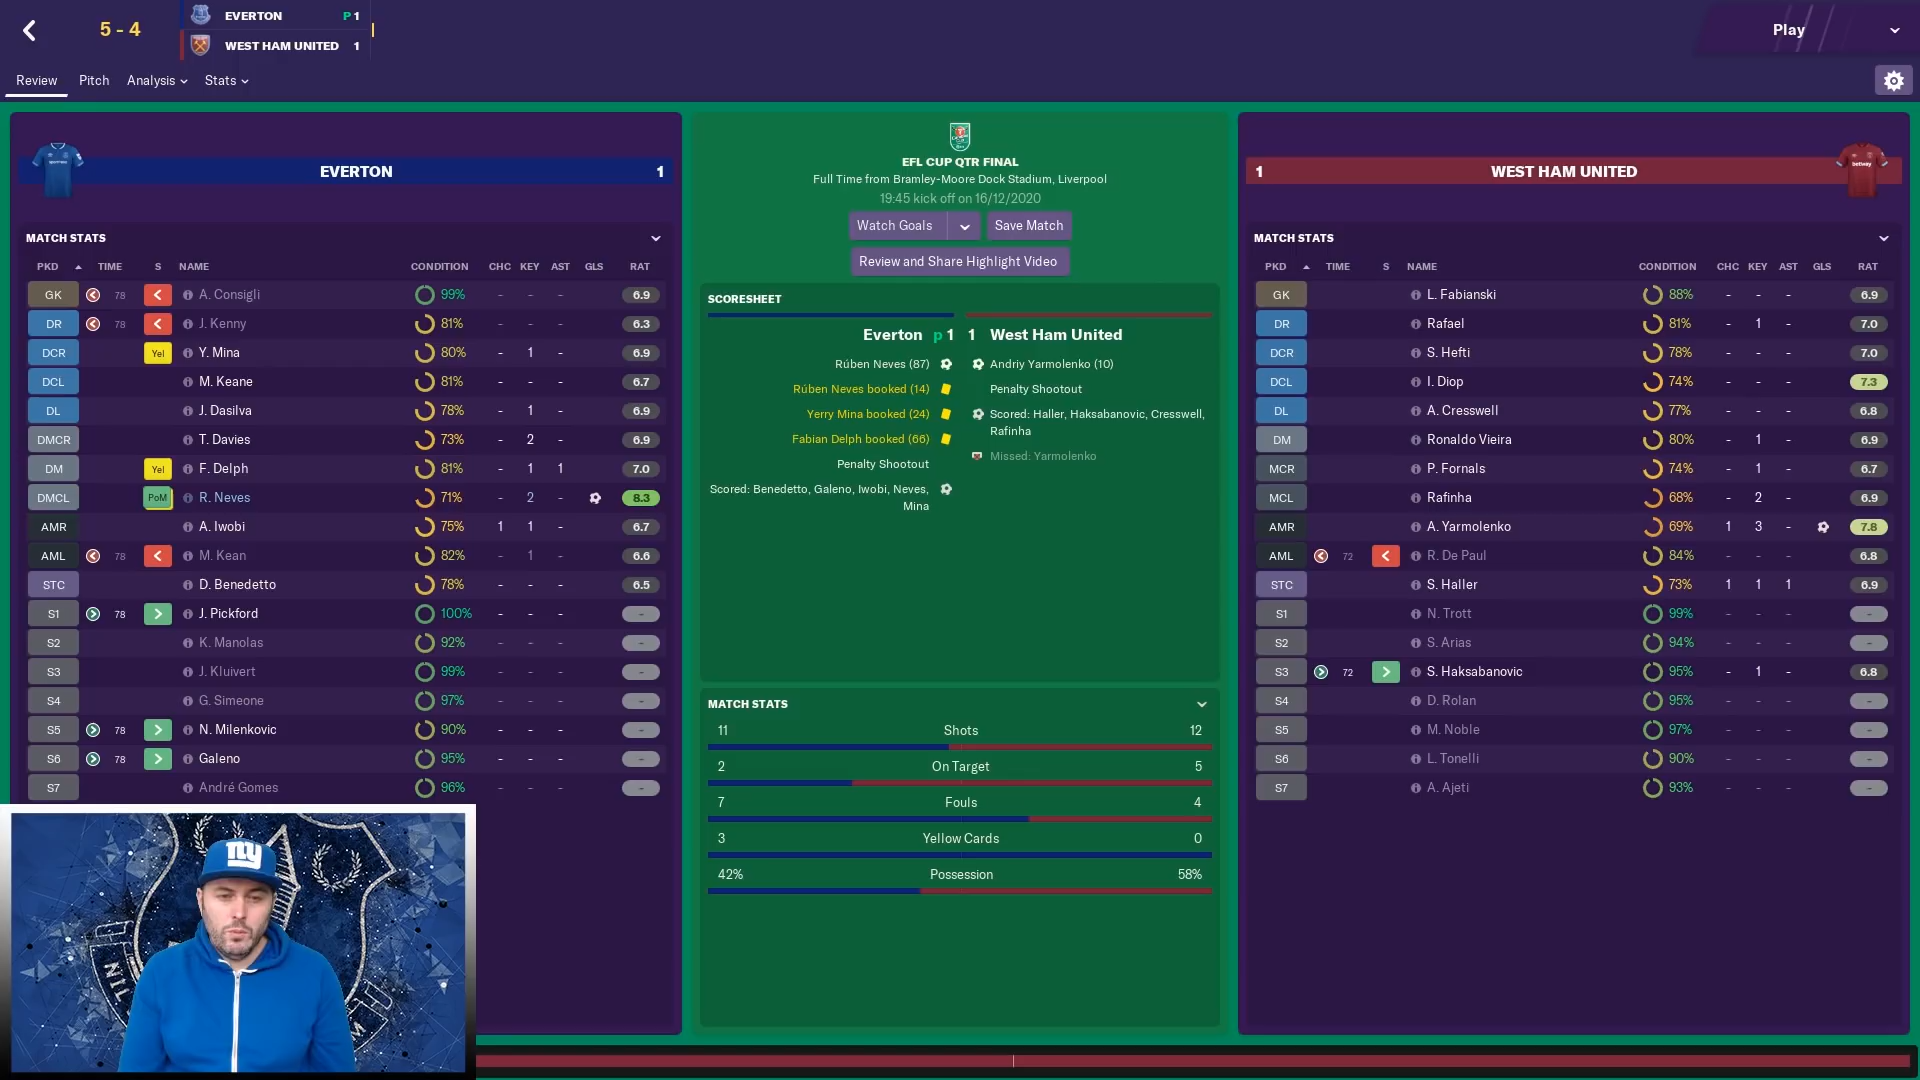 5 - 4
EVERTON P 1
WEST HAM UNITED 1
Play
Review Pitch Analysis Stats
EVERTON 1
MATCH STATS
PKD TIME S NAME CONDITION CHC KEY AST GLS RAT
GK 78 A. Consigli 99% - - - 6.9
DR 78 J. Kenny 81% - - - 6.3
DCR Yel Y. Mina 80% - 1 - 6.9
DCL M. Keane 81% - - - 6.7
DL J. Dasilva 78% - 1 - 6.9
DMCR T. Davies 73% - 2 - 6.9
DM Yel F. Delph 81% - 1 1 7.0
DMCL PoM R. Neves 71% - 2 - 8.3
AMR A. Iwobi 75% 1 1 - 6.7
AML 78 M. Kean 82% - 1 - 6.6
STC D. Benedetto 78% - - - 6.5
S1 78 J. Pickford 100% - - - -
S2 K. Manolas 92% - - - -
S3 J. Kluivert 99% - - - -
S4 G. Simeone 97% - - - -
S5 78 N. Milenkovic 90% - - - -
S6 78 Galeno 95% - - - -
S7 André Gomes 96% - - - -
EFL CUP QTR FINAL
Full Time from Bramley-Moore Dock Stadium, Liverpool
19:45 kick off on 16/12/2020
Watch Goals Save Match
Review and Share Highlight Video
SCORESHEET
Everton p 1 1 West Ham United
Rúben Neves (87)
Rúben Neves booked (14)
Yerry Mina booked (24)
Fabian Delph booked (66)
Penalty Shootout
Scored: Benedetto, Galeno, Iwobi, Neves,
Mina
Andriy Yarmolenko (10)
Penalty Shootout
Scored: Haller, Haksabanovic, Cresswell,
Rafinha
Missed: Yarmolenko
MATCH STATS
11 Shots 12
2 On Target 5
7 Fouls 4
3 Yellow Cards 0
42% Possession 58%
1 WEST HAM UNITED
betway
MATCH STATS
PKD TIME S NAME CONDITION CHC KEY AST GLS RAT
GK L. Fabianski 88% - - - 6.9
DR Rafael 81% - 1 - 7.0
DCR S. Hefti 78% - - - 7.0
DCL I. Diop 74% - - - 7.3
DL A. Cresswell 77% - - - 6.8
DM Ronaldo Vieira 80% - 1 - 6.9
MCR P. Fornals 74% - 1 - 6.7
MCL Rafinha 68% - 2 - 6.9
AMR A. Yarmolenko 69% 1 3 - 7.8
AML 72 R. De Paul 84% - - - 6.8
STC S. Haller 73% 1 1 1 6.9
S1 N. Trott 99% - - - -
S2 S. Arias 94% - - - -
S3 72 S. Haksabanovic 95% - 1 - 6.8
S4 D. Rolan 95% - - - -
S5 M. Noble 97% - - - -
S6 L. Tonelli 90% - - - -
S7 A. Ajeti 93% - - - -
ny
NIL